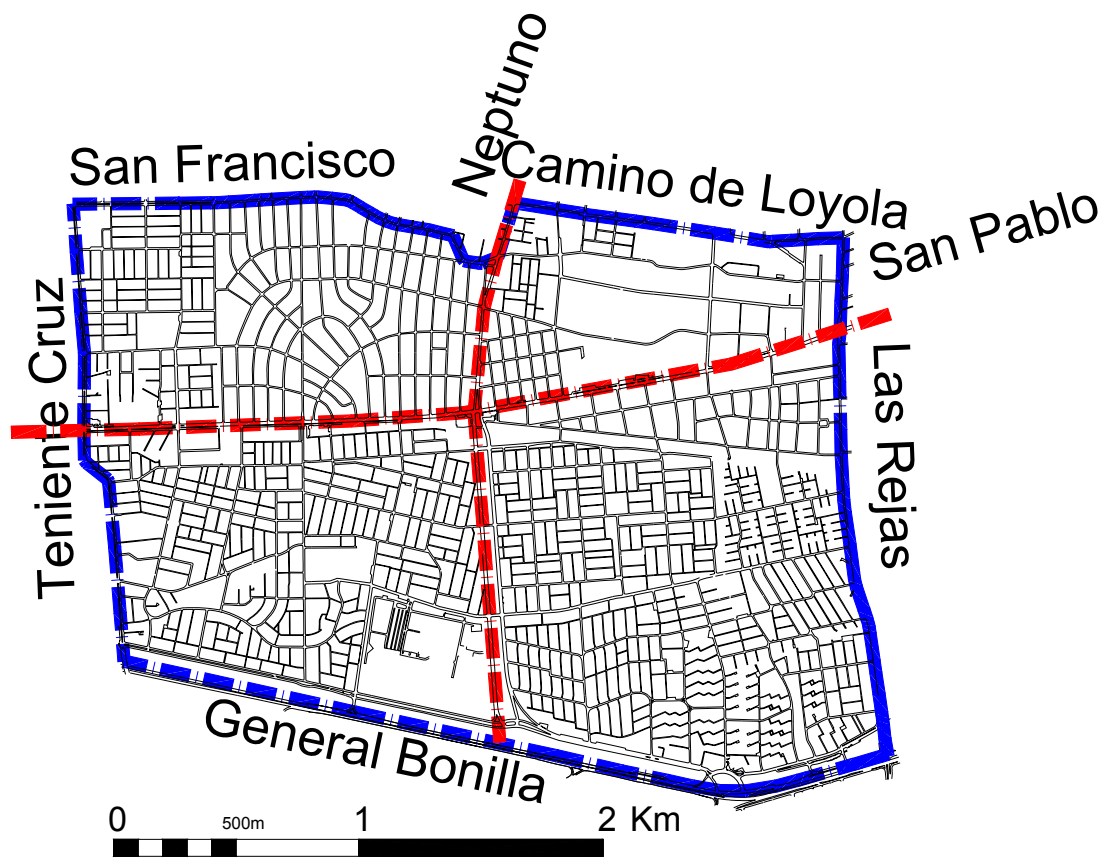 Neptuno
San Francisco
Camino de Loyola
San Pablo
Teniente Cruz
Las Rejas
General Bonilla
0 500m 1 2 Km